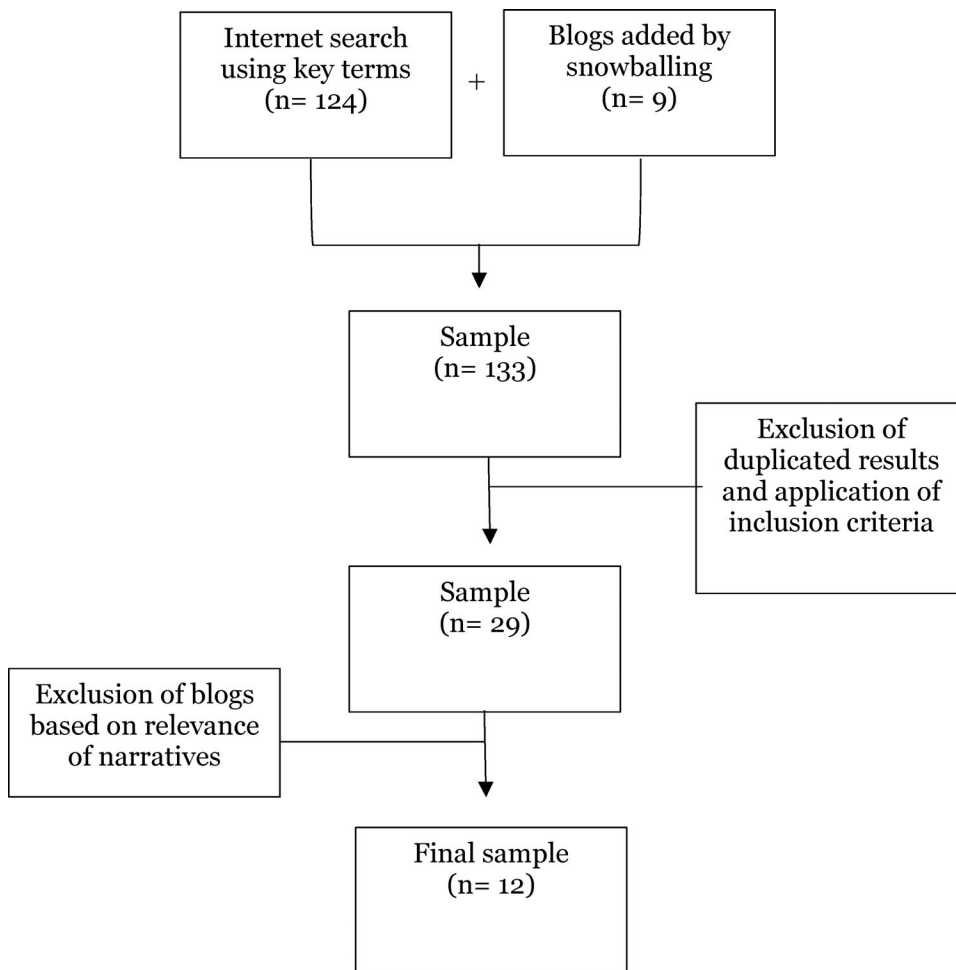 Internet search
using key terms
(n= 124)
+
Blogs added by
snowballing
(n= 9)
Sample
(n= 133)
Exclusion of
duplicated results
and application of
inclusion criteria
Sample
(n= 29)
Exclusion of blogs
based on relevance
of narratives
Final sample
(n= 12)